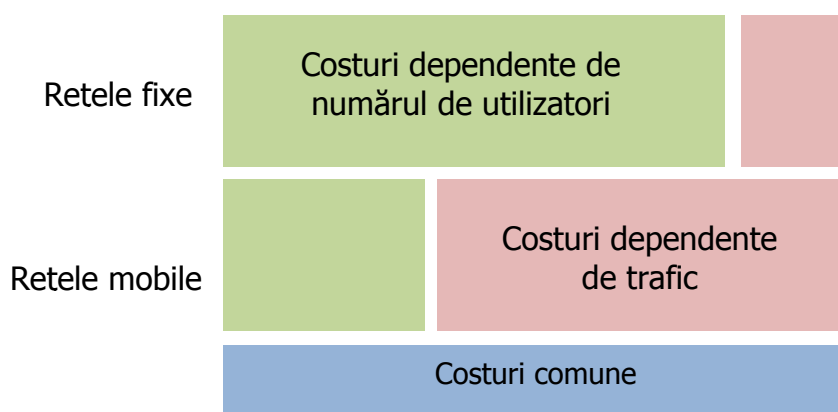 Retele fixe
Costuri dependente de
numărul de utilizatori
Retele mobile
Costuri dependente
de trafic
Costuri comune